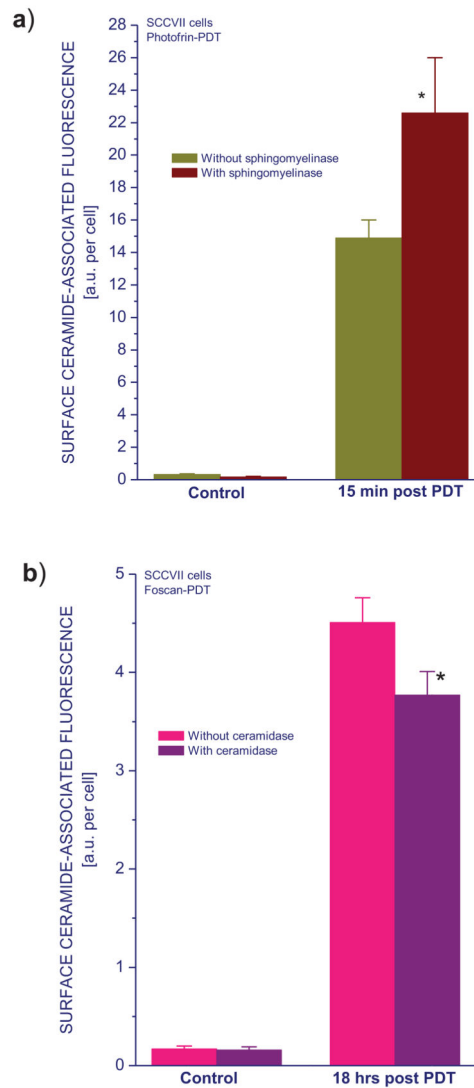 a)
SCCVII cells
Photofrin-PDT
SURFACE CERAMIDE-ASSOCIATED FLUORESCENCE
[a.u. per cell]
28
26
24
22
20
18
16
14
12
10
8
6
4
2
0
*
Without sphingomyelinase
With sphingomyelinase
Control
15 min post PDT
b)
SCCVII cells
Foscan-PDT
SURFACE CERAMIDE-ASSOCIATED FLUORESCENCE
[a.u. per cell]
5
4
3
2
1
0
*
Without ceramidase
With ceramidase
Control
18 hrs post PDT